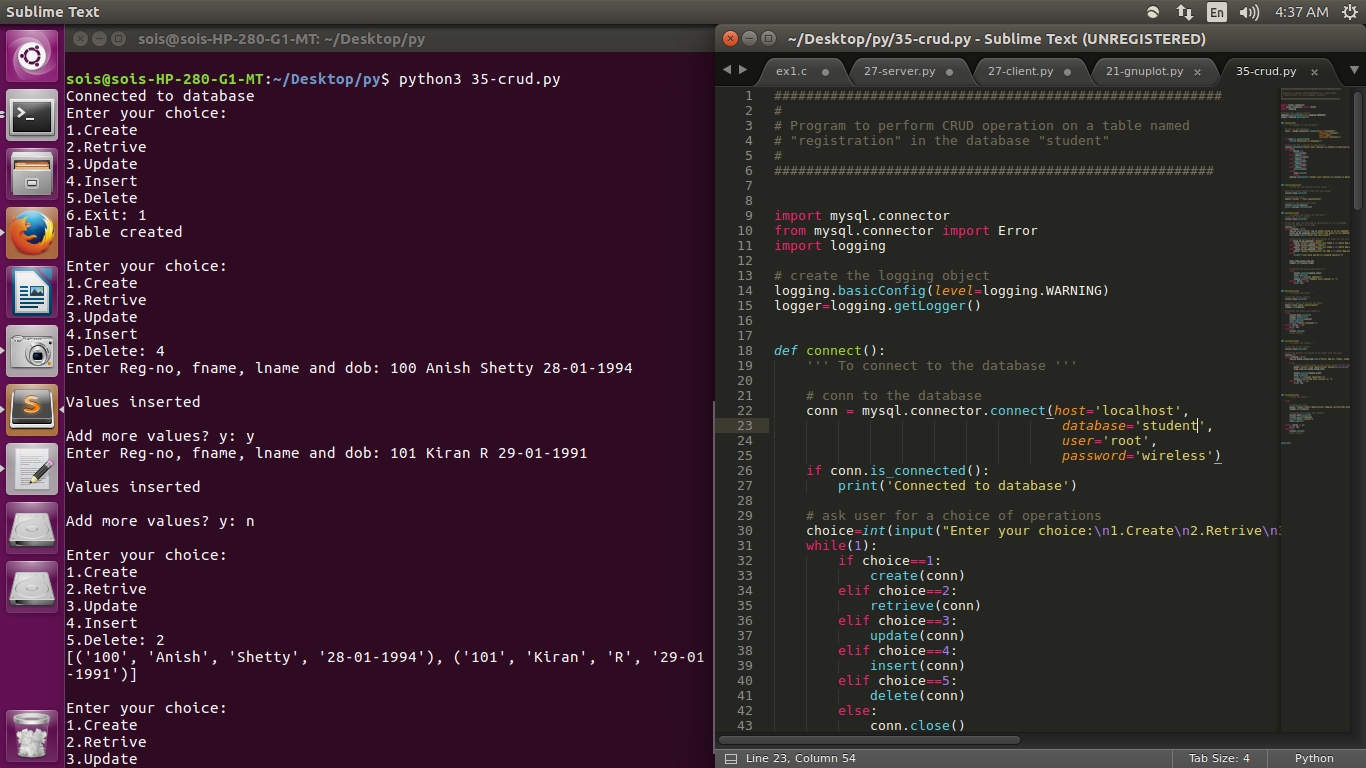 Sublime Text
En
4:37 AM
sois@sois-HP-280-G1-MT: ~/Desktop/py
sois@sois-HP-280-G1-MT:~/Desktop/py$ python3 35-crud.py
Connected to database
Enter your choice:
1.Create
2.Retrive
3.Update
4.Insert
5.Delete
6.Exit: 1
Table created
Enter your choice:
1.Create
2.Retrive
3.Update
4.Insert
5.Delete: 4
Enter Reg-no, fname, lname and dob: 100 Anish Shetty 28-01-1994
Values inserted
Add more values? y: y
Enter Reg-no, fname, lname and dob: 101 Kiran R 29-01-1991
Values inserted
Add more values? y: n
Enter your choice:
1.Create
2.Retrive
3.Update
4.Insert
5.Delete: 2
[('100', 'Anish', 'Shetty', '28-01-1994'), ('101', 'Kiran', 'R', '29-01
-1991')]
Enter your choice:
1.Create
2.Retrive
3.Update
~/Desktop/py/35-crud.py - Sublime Text (UNREGISTERED)
ex1.c
27-server.py
27-client.py
21-gnuplot.py
35-crud.py
1 ########################################################
2 #
3 # Program to perform CRUD operation on a table named
4 # "registration" in the database "student"
5 #
6 #######################################################
7
8
9 import mysql.connector
10 from mysql.connector import Error
11 import logging
12
13 # create the logging object
14 logging.basicConfig(level=logging.WARNING)
15 logger=logging.getLogger()
16
17
18 def connect():
19 ''' To connect to the database '''
20
21 # conn to the database
22 conn = mysql.connector.connect(host='localhost',
23 database='student',
24 user='root',
25 password='wireless')
26 if conn.is_connected():
27 print('Connected to database')
28
29 # ask user for a choice of operations
30 choice=int(input("Enter your choice:\n1.Create\n2.Retrive\n3
31 while(1):
32 if choice==1:
33 create(conn)
34 elif choice==2:
35 retrieve(conn)
36 elif choice==3:
37 update(conn)
38 elif choice==4:
39 insert(conn)
40 elif choice==5:
41 delete(conn)
42 else:
43 conn.close()
Line 23, Column 54
Tab Size: 4
Python